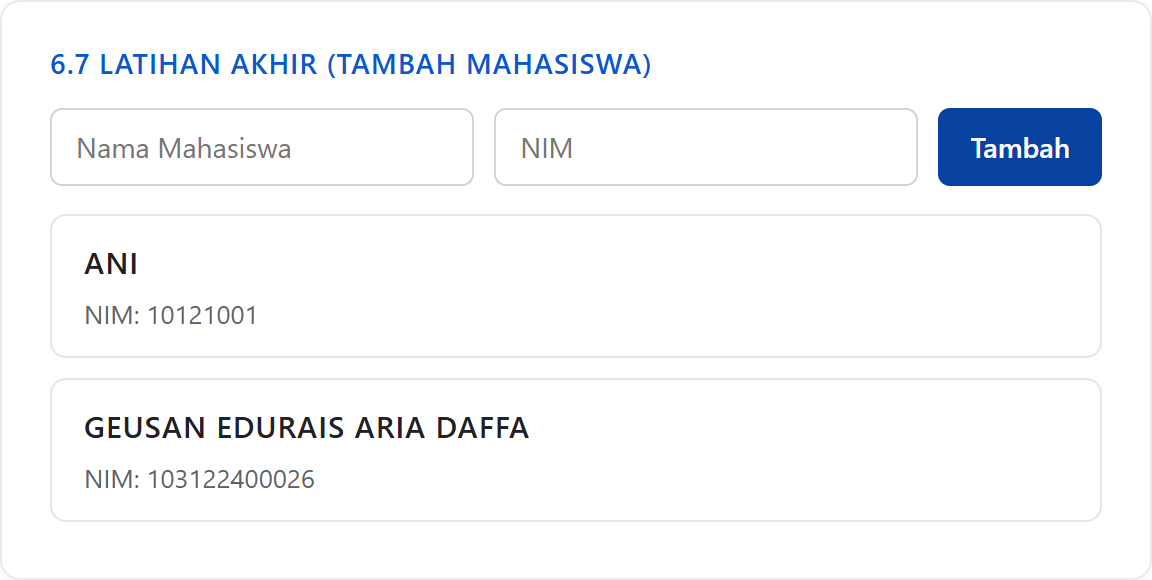 6.7 LATIHAN AKHIR (TAMBAH MAHASISWA)
Nama Mahasiswa
NIM
Tambah
ANI
NIM: 10121001
GEUSAN EDURAIS ARIA DAFFA
NIM: 103122400026